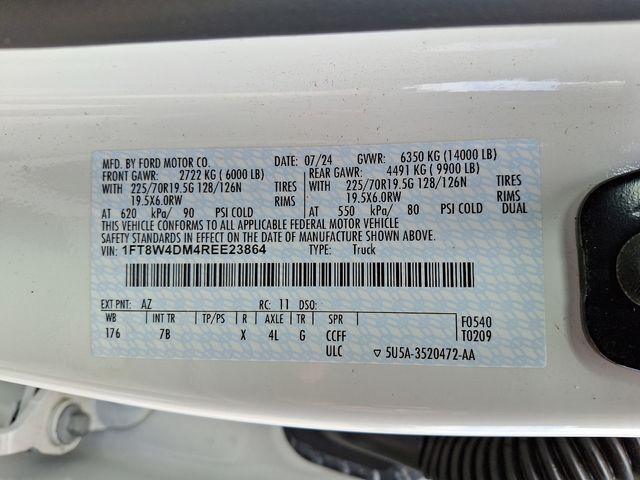 MFD. BY FORD MOTOR CO. DATE: 07/24 GVWR: 6350 KG (14000 LB)
FRONT GAWR: 2722 KG (6000 LB) REAR GAWR: 4491 KG (9900 LB)
WITH 225/70R19.5G 128/126N TIRES WITH 225/70R19.5G 128/126N TIRES
19.5X6.0RW RIMS 19.5X6.0RW RIMS
AT 620 kPa/ 90 PSI COLD AT 550 kPa/ 80 PSI COLD DUAL
THIS VEHICLE CONFORMS TO ALL APPLICABLE FEDERAL MOTOR VEHICLE
SAFETY STANDARDS IN EFFECT ON THE DATE OF MANUFACTURE SHOWN ABOVE.
VIN: 1FT8W4DM4REE23864 TYPE: Truck
EXT PNT: AZ RC: 11 DSO:
WB INT TR TP/PS R AXLE TR SPR F0540
176 7B X 4L G CCFF T0209
ULC ▽ 5U5A-3520472-AA